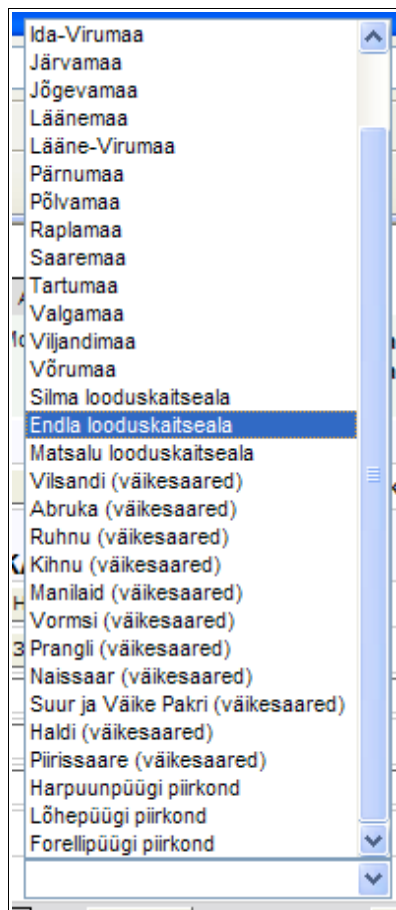 Ida-Virumaa
Järvamaa
Jõgevamaa
Läänemaa
Lääne-Virumaa
Pärnumaa
Põlvamaa
Raplamaa
Saaremaa
Tartumaa
Valgamaa
Viljandimaa
Võrumaa
Silma looduskaitseala
Endla looduskaitseala
Matsalu looduskaitseala
Vilsandi (väikesaared)
Abruka (väikesaared)
Ruhnu (väikesaared)
Kihnu (väikesaared)
Manilaid (väikesaared)
Vormsi (väikesaared)
Prangli (väikesaared)
Naissaar (väikesaared)
Suur ja Väike Pakri (väikesaared)
Haldi (väikesaared)
Piirissaare (väikesaared)
Harpuunpüügi piirkond
Lõhepüügi piirkond
Forellipüügi piirkond